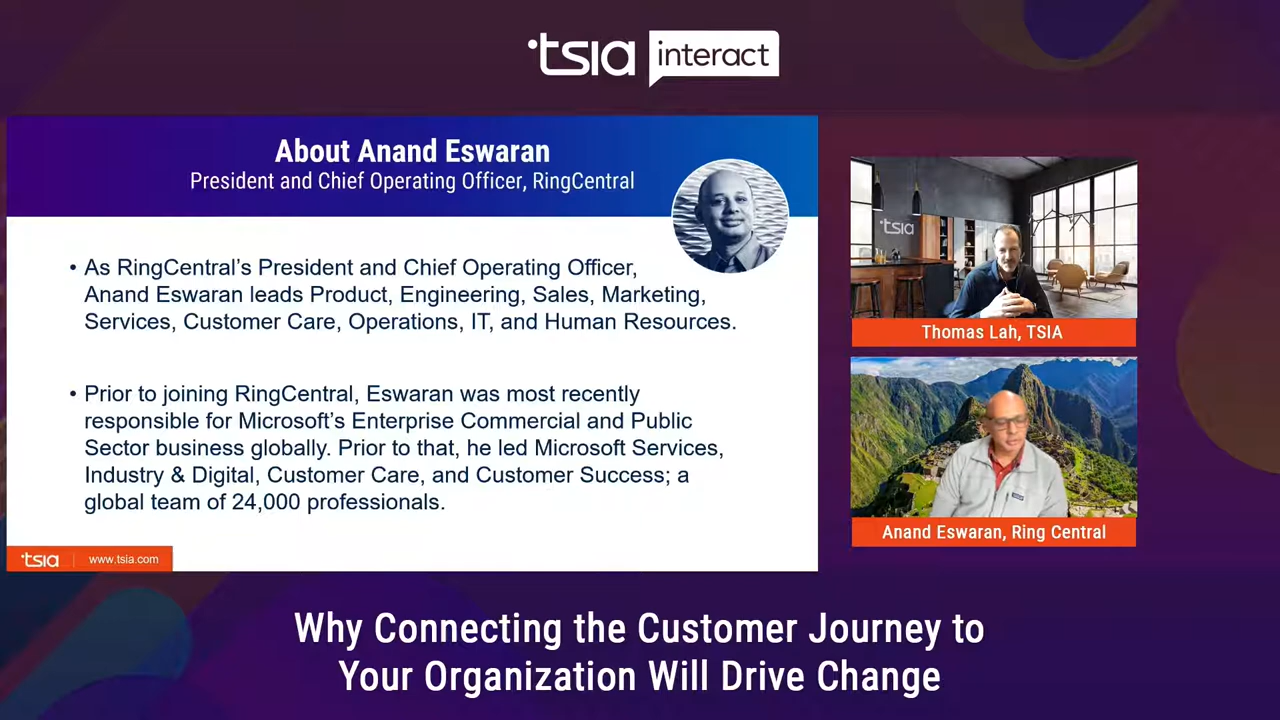 tsia interact
About Anand Eswaran
President and Chief Operating Officer, RingCentral
• As RingCentral's President and Chief Operating Officer,
Anand Eswaran leads Product, Engineering, Sales, Marketing,
Services, Customer Care, Operations, IT, and Human Resources.
• Prior to joining RingCentral, Eswaran was most recently
responsible for Microsoft's Enterprise Commercial and Public
Sector business globally. Prior to that, he led Microsoft Services,
Industry & Digital, Customer Care, and Customer Success; a
global team of 24,000 professionals.
tsia www.tsia.com
tsia
Thomas Lah, TSIA
Anand Eswaran, Ring Central
Why Connecting the Customer Journey to
Your Organization Will Drive Change